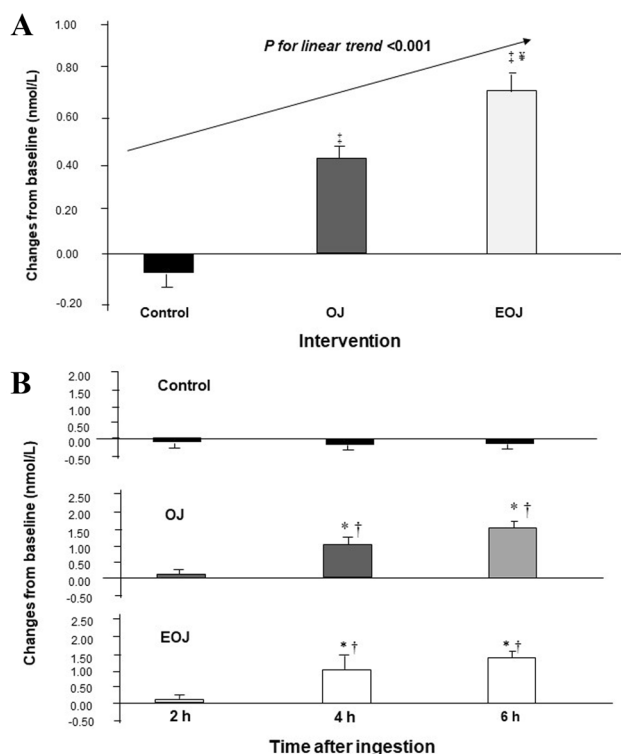 A
Changes from baseline (nmol/L)
1.00
0.80
0.60
0.40
0.20
0.00
-0.20
P for linear trend <0.001
‡
‡ ¥
Control OJ EOJ
Intervention
B
Changes from baseline (nmol/L)
2.00
1.50
1.00
0.50
0.00
-0.50
Control
2.50
2.00
1.50
1.00
0.50
0.00
-0.50
OJ
* †
* †
Changes from baseline (nmol/L)
2.50
2.00
1.50
1.00
0.50
0.00
-0.50
EOJ
* †
* †
2 h 4 h 6 h
Time after ingestion